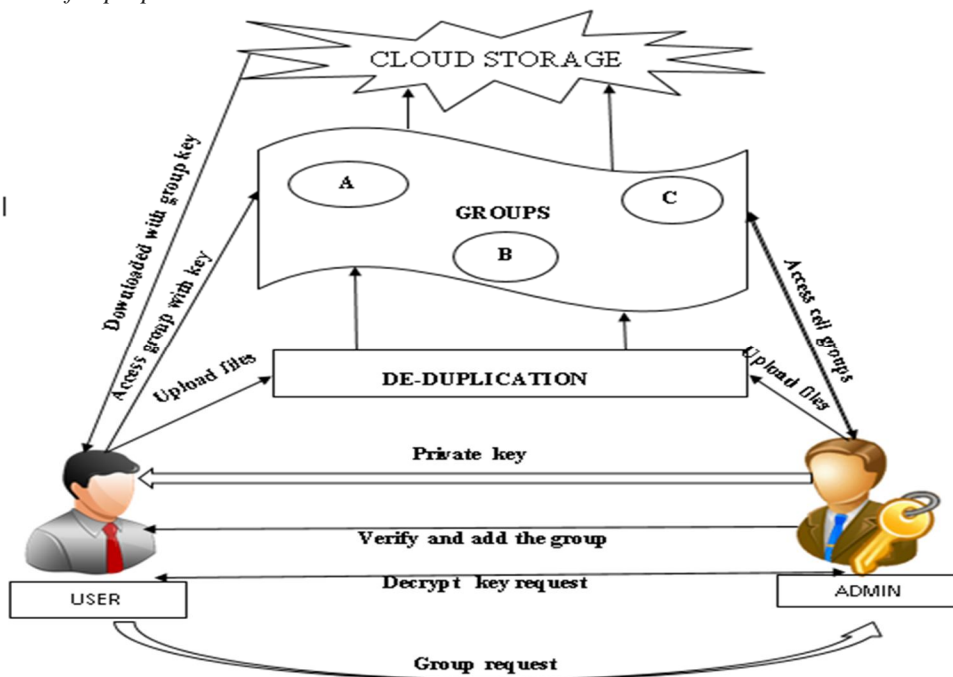 CLOUD STORAGE
A
C
GROUPS
B
Downloaded with group key
Access group with key
Upload files
DE-DUPLICATION
Upload files
Access cell groups
Private key
Verify and add the group
Decrypt key request
USER
ADMIN
Group request